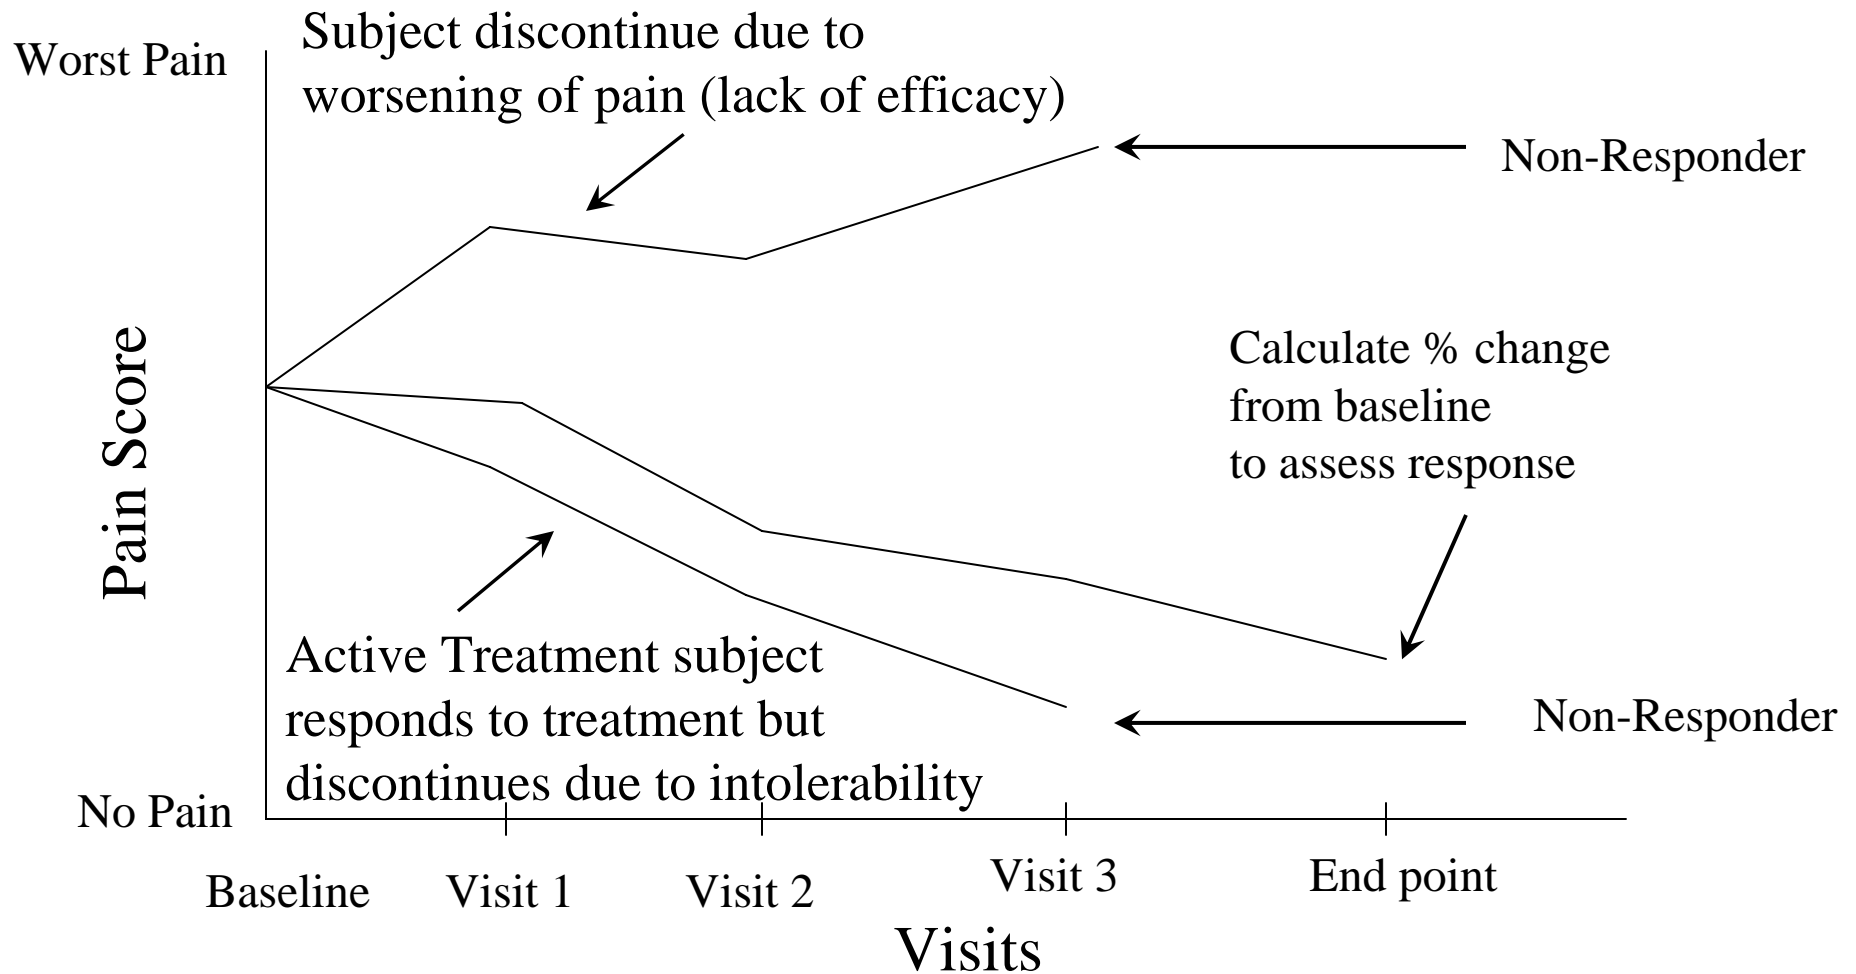 Subject discontinue due to
Worst Pain
worsening of pain (lack of efficacy)
Non-Responder
Calculate % change
from baseline
to assess response
Pain Score
Active Treatment subject
responds to treatment but
Non-Responder
discontinues due to intolerability
No Pain
Baseline
Visit 1
Visit 2
Visit 3
End point
Visits